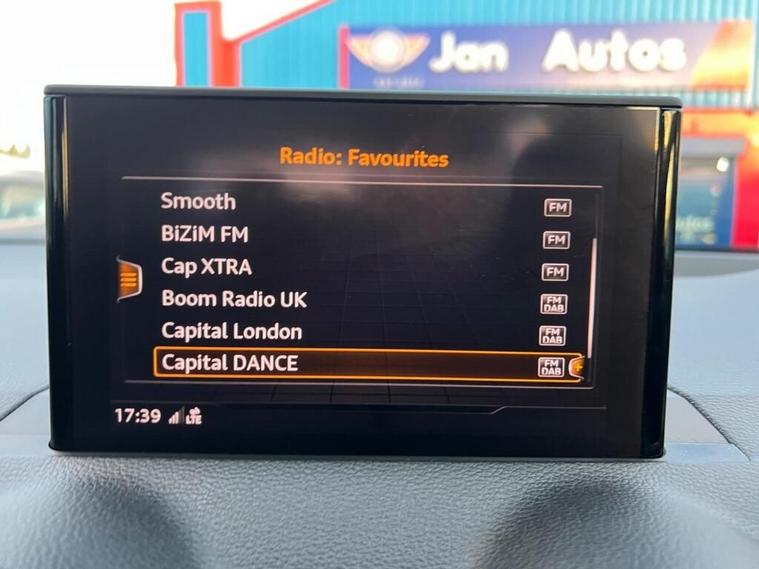 Jan Autos
Radio: Favourites
Smooth FM
BiZiM FM FM
Cap XTRA FM
Boom Radio UK FM DAB
Capital London FM DAB
Capital DANCE FM DAB
17:39 LTE